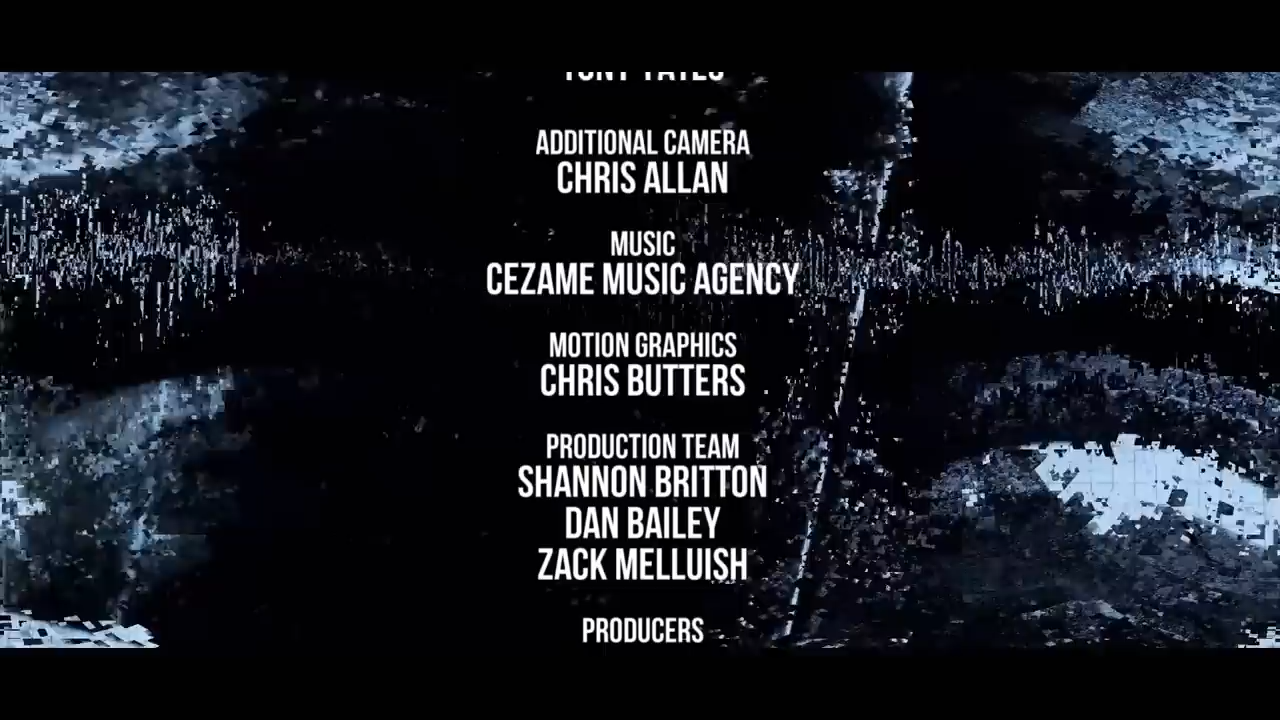 ADDITIONAL CAMERA
CHRIS ALLAN
MUSIC
CEZAME MUSIC AGENCY
MOTION GRAPHICS
CHRIS BUTTERS
PRODUCTION TEAM
SHANNON BRITTON
DAN BAILEY
ZACK MELLUISH
PRODUCERS